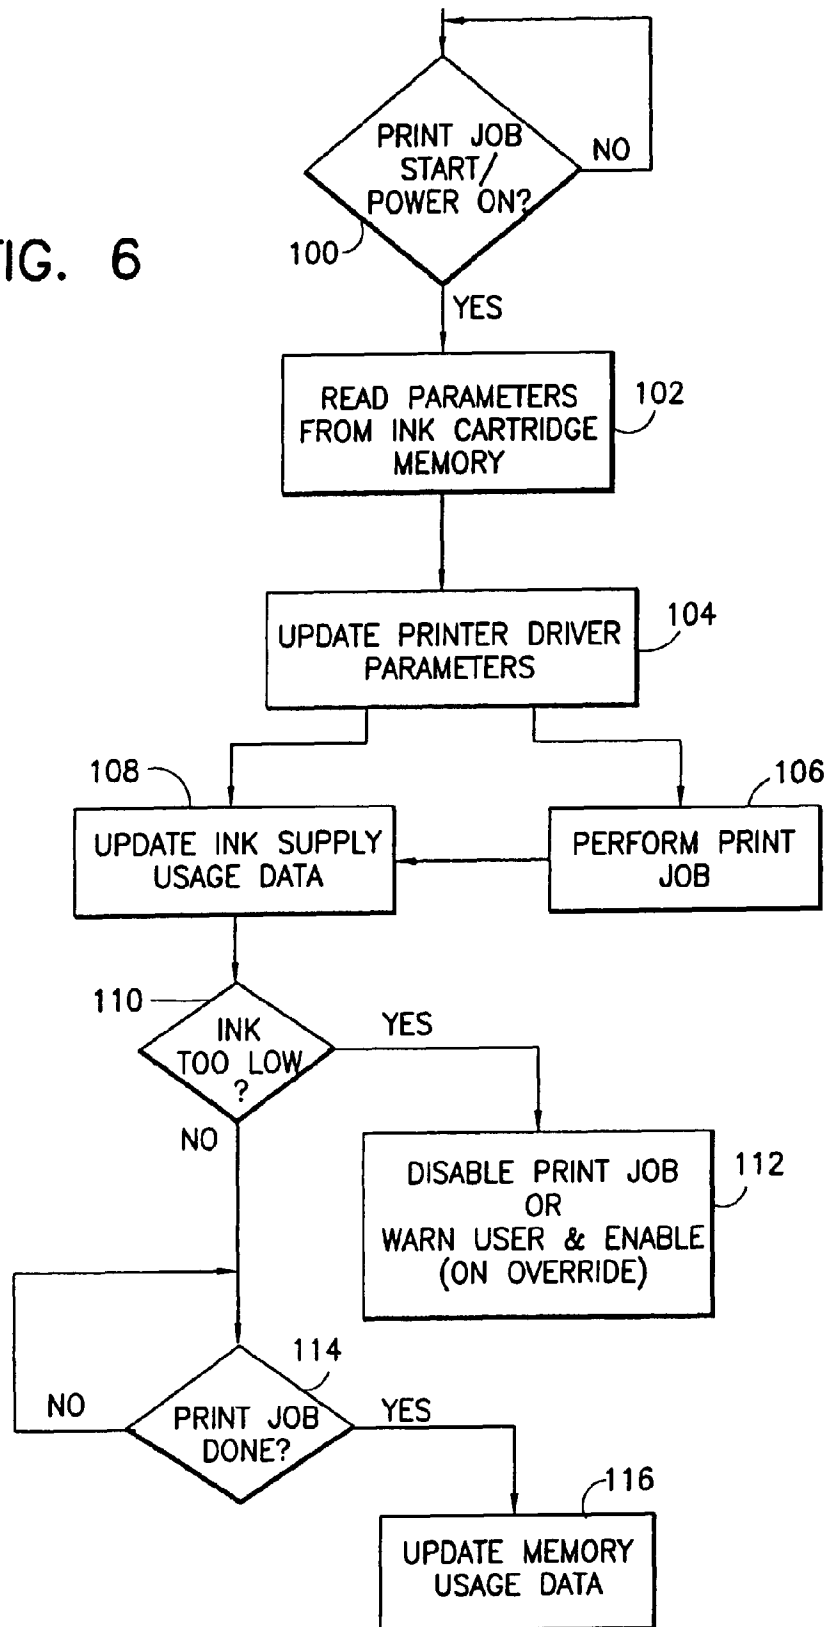 PRINT JOB
START/
POWER ON?
NO
100
FIG. 6
YES
READ PARAMETERS
FROM INK CARTRIDGE
MEMORY
102
UPDATE PRINTER DRIVER
PARAMETERS
104
108
106
UPDATE INK SUPPLY
USAGE DATA
PERFORM PRINT
JOB
110
INK
TOO LOW
?
YES
NO
DISABLE PRINT JOB
OR
WARN USER & ENABLE
(ON OVERRIDE)
112
114
NO
PRINT JOB
DONE?
YES
116
UPDATE MEMORY
USAGE DATA